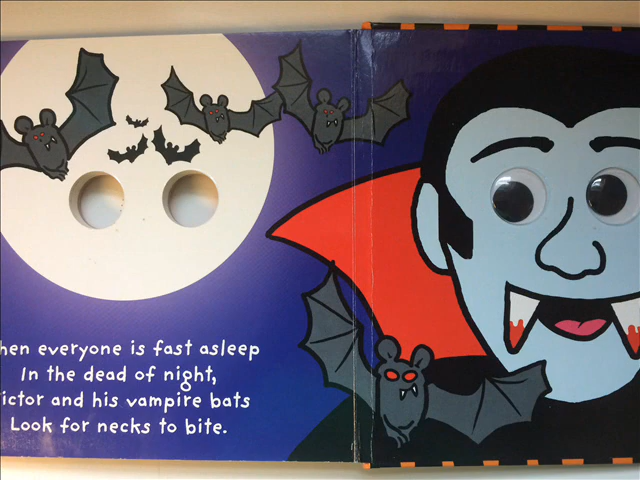 hen everyone is fast asleep
In the dead of night,
ictor and his vampire bats
Look for necks to bite.